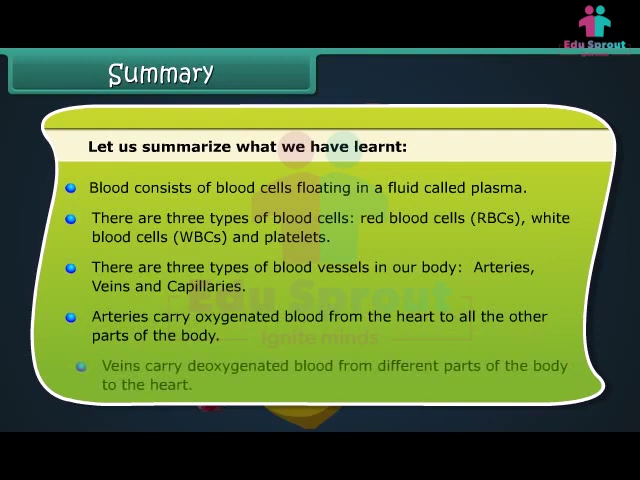 Edu Sprout
Summary
Let us summarize what we have learnt:
Blood consists of blood cells floating in a fluid called plasma.
There are three types of blood cells: red blood cells (RBCs), white
blood cells (WBCs) and platelets.
There are three types of blood vessels in our body: Arteries,
Veins and Capillaries.
Edu Sprout
Arteries carry oxygenated blood from the heart to all the other
parts of the body.
Ignite minds
Veins carry deoxygenated blood from different parts of the body
to the heart.